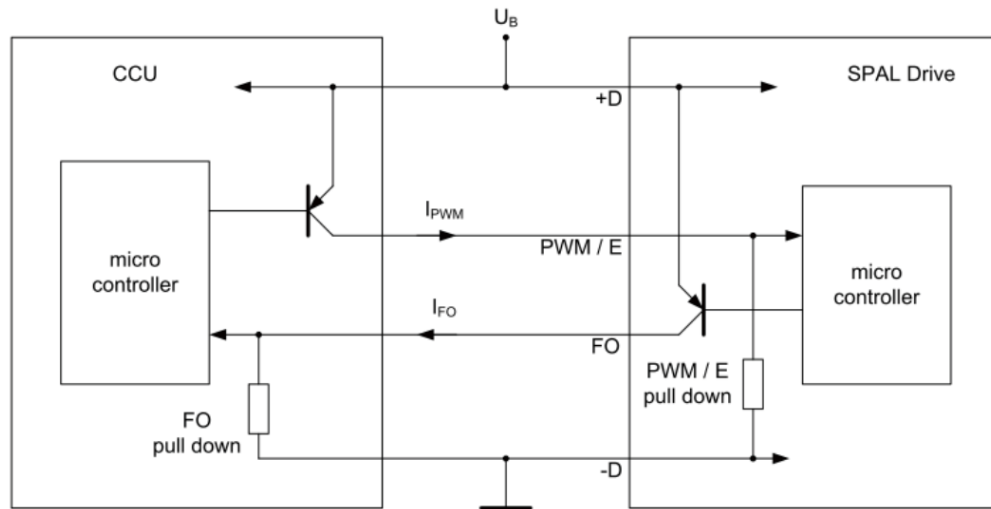 U_B
CCU
SPAL Drive
+D
I_PWM
PWM / E
micro
controller
micro
controller
I_FO
FO
PWM / E
pull down
FO
pull down
-D